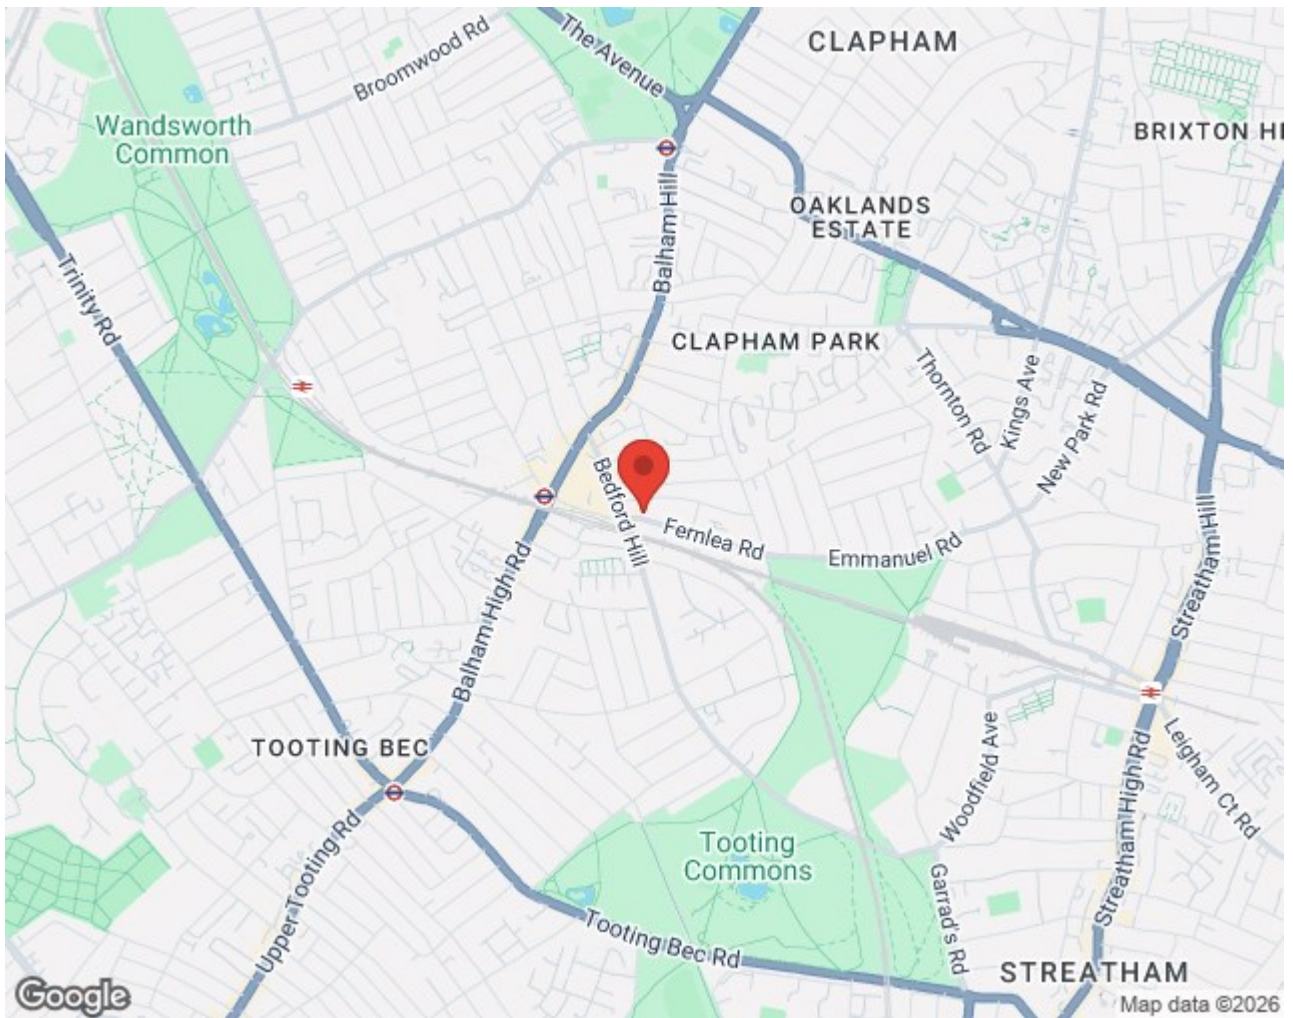 Broomwood Rd
The Avenue
CLAPHAM
Wandsworth
Common
BRIXTON HI
OAKLANDS
ESTATE
Balham Hill
Trinity Rd
CLAPHAM PARK
Thornton Rd
Kings Ave
New Park Rd
Bedford Hill
Fernlea Rd
Emmanuel Rd
Streatham Hill
Balham High Rd
TOOTING BEC
Woodfield Ave
Leigham Ct Rd
Streatham High Rd
Upper Tooting Rd
Tooting
Commons
Garrad's Rd
Tooting Bec Rd
STREATHAM
Google
Map data ©2026